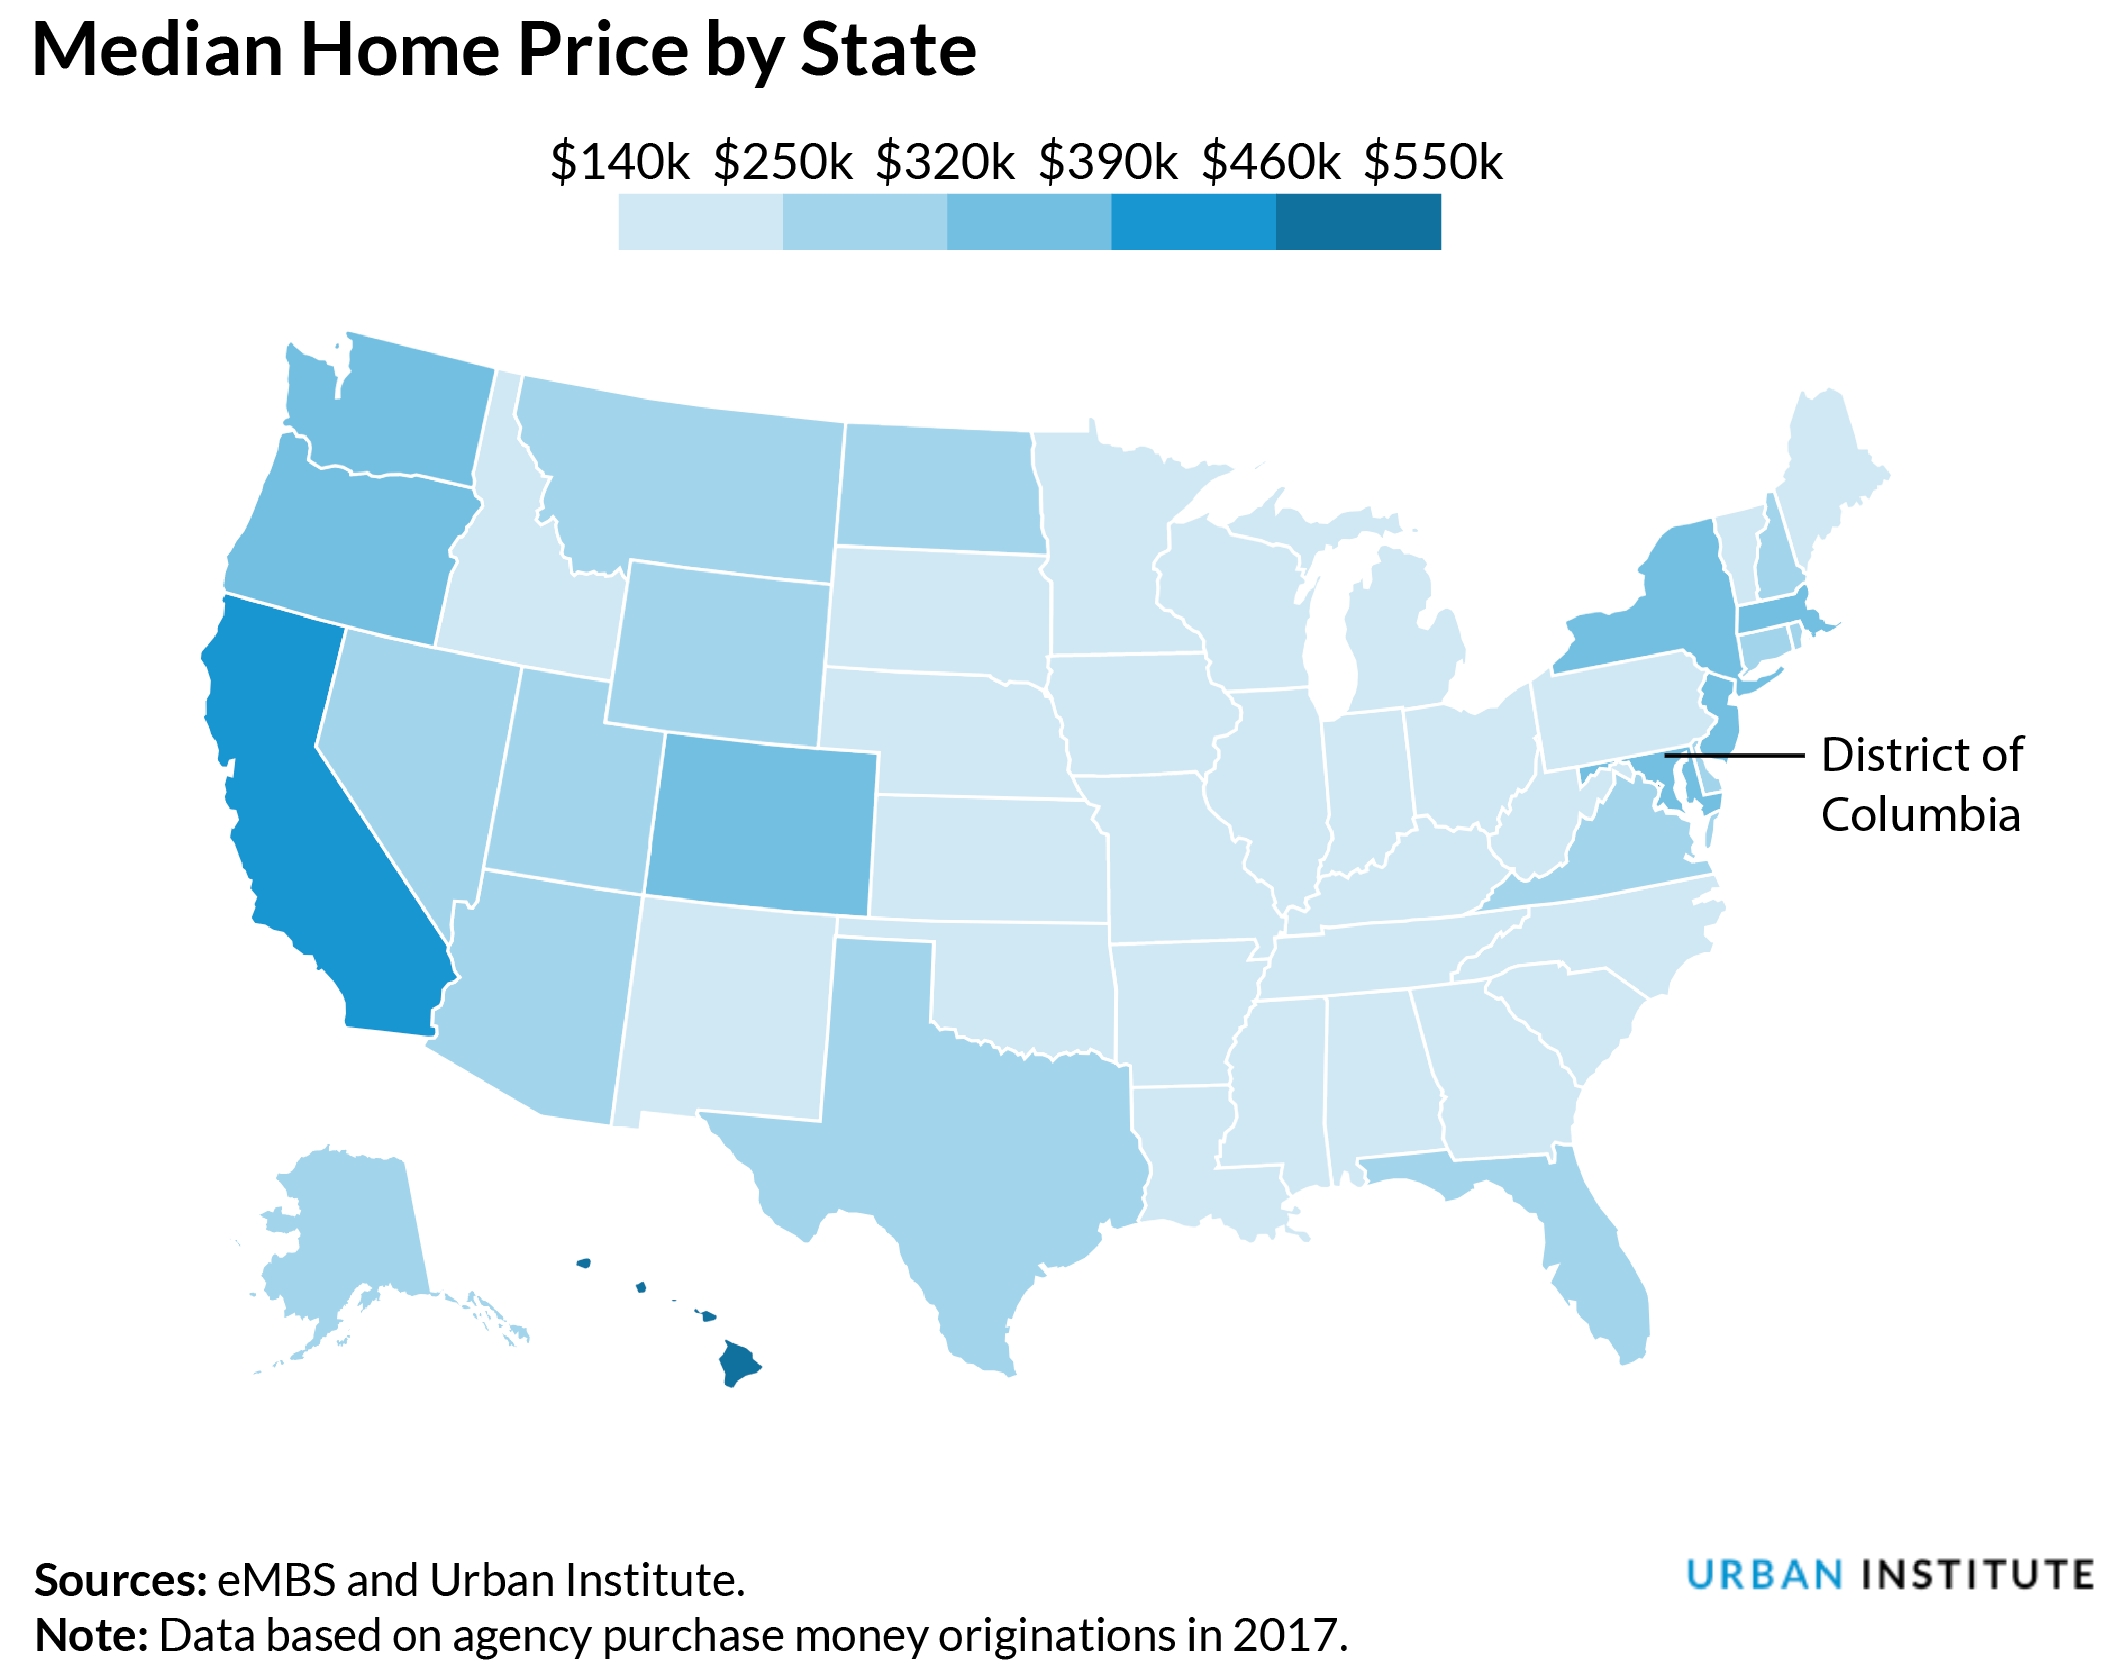 Median Home Price by State
$140k $250k $320k $390k $460k $550k
District of
Columbia
Sources: eMBS and Urban Institute.
URBAN INSTITUTE
Note: Data based on agency purchase money originations in 2017.